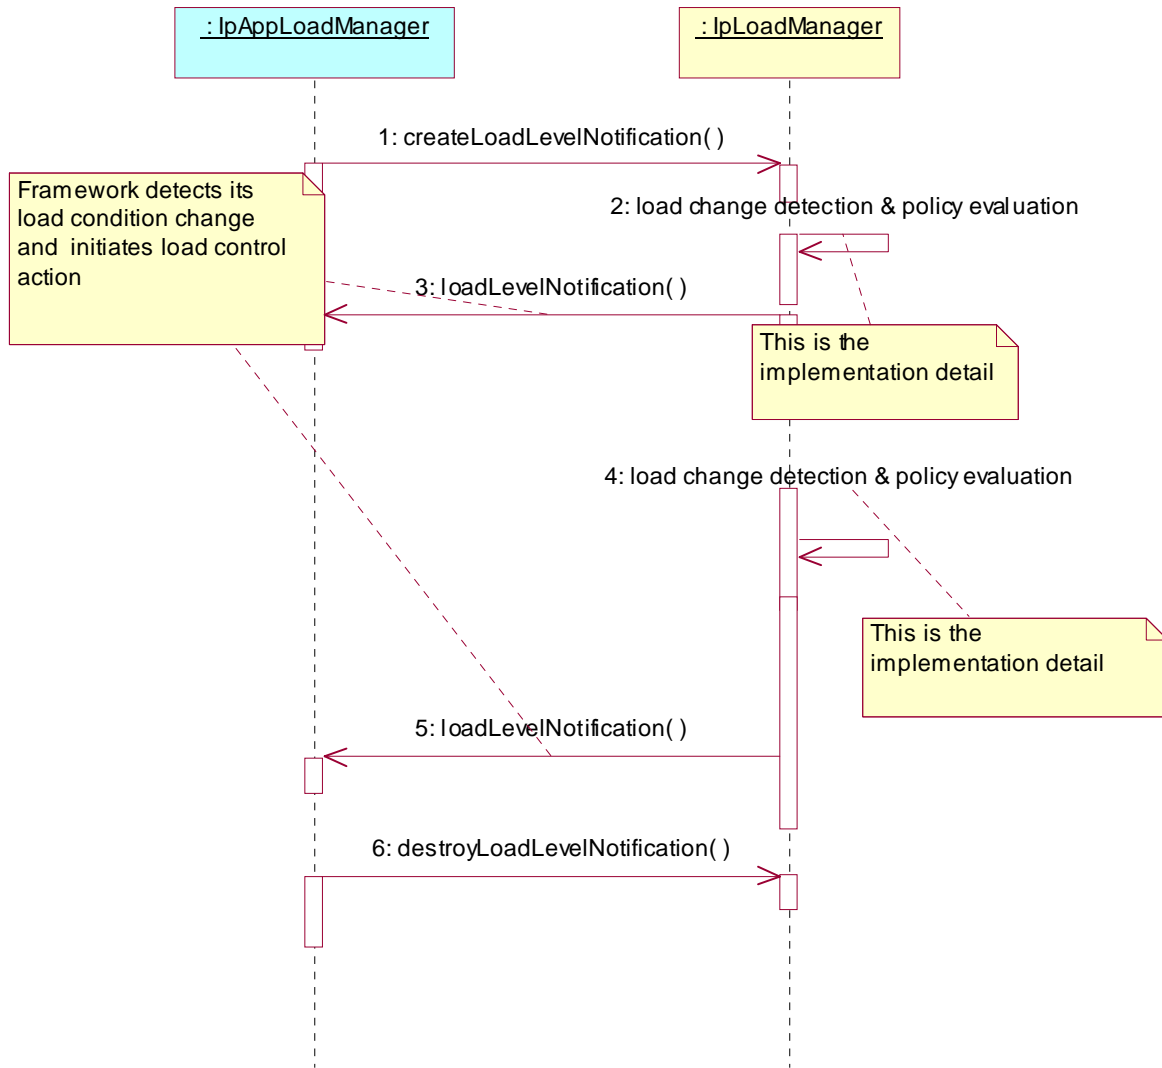 : IpAppLoadManager
: IpLoadManager
1: createLoadLevelNotification( )
Framework detects its
load condition change
and initiates load control
action
2: load change detection & policy evaluation
3: loadLevelNotification( )
This is the
implementation detail
4: load change detection & policy evaluation
This is the
implementation detail
5: loadLevelNotification( )
6: destroyLoadLevelNotification( )